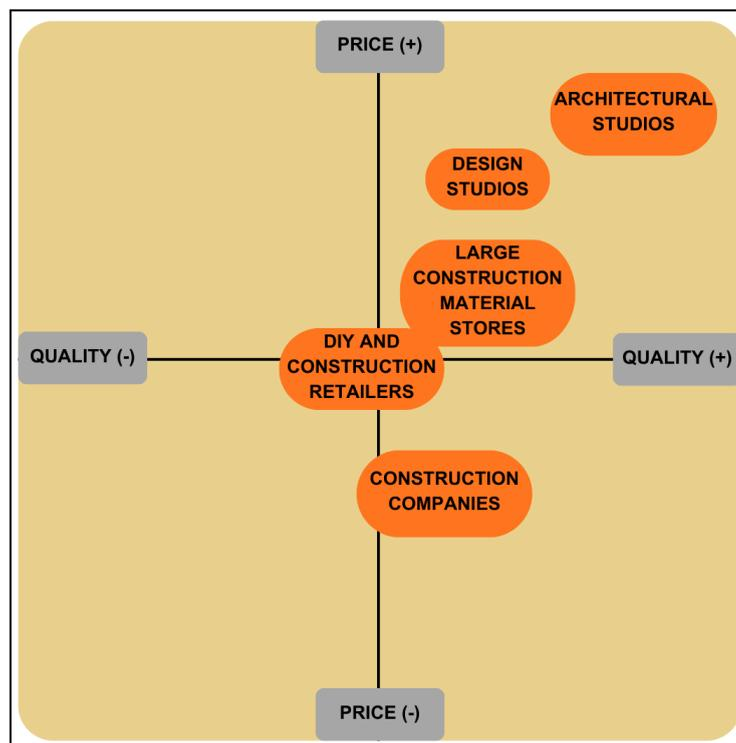 PRICE (+)
ARCHITECTURAL
STUDIOS
DESIGN
STUDIOS
LARGE
CONSTRUCTION
MATERIAL
STORES
QUALITY (-)
DIY AND
CONSTRUCTION
RETAILERS
QUALITY (+)
CONSTRUCTION
COMPANIES
PRICE (-)